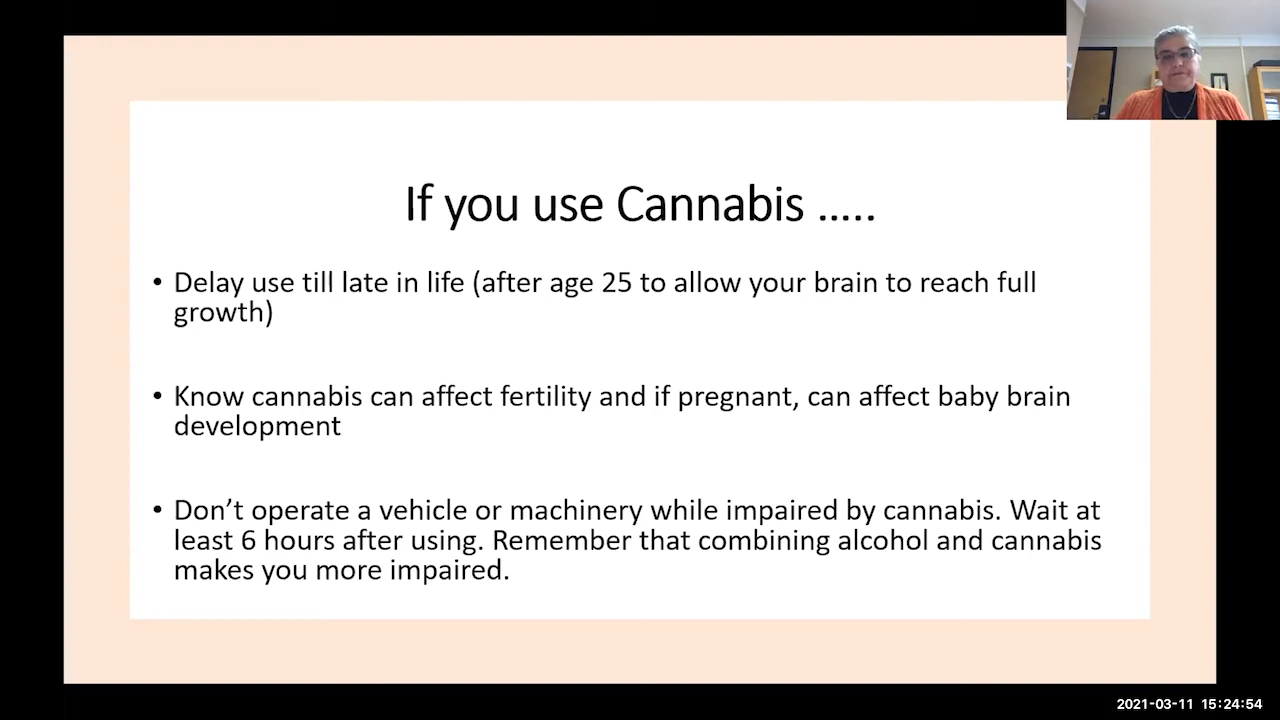 If you use Cannabis .....
• Delay use till late in life (after age 25 to allow your brain to reach full
growth)
• Know cannabis can affect fertility and if pregnant, can affect baby brain
development
• Don’t operate a vehicle or machinery while impaired by cannabis. Wait at
least 6 hours after using. Remember that combining alcohol and cannabis
makes you more impaired.
2021-03-11 15:24:54